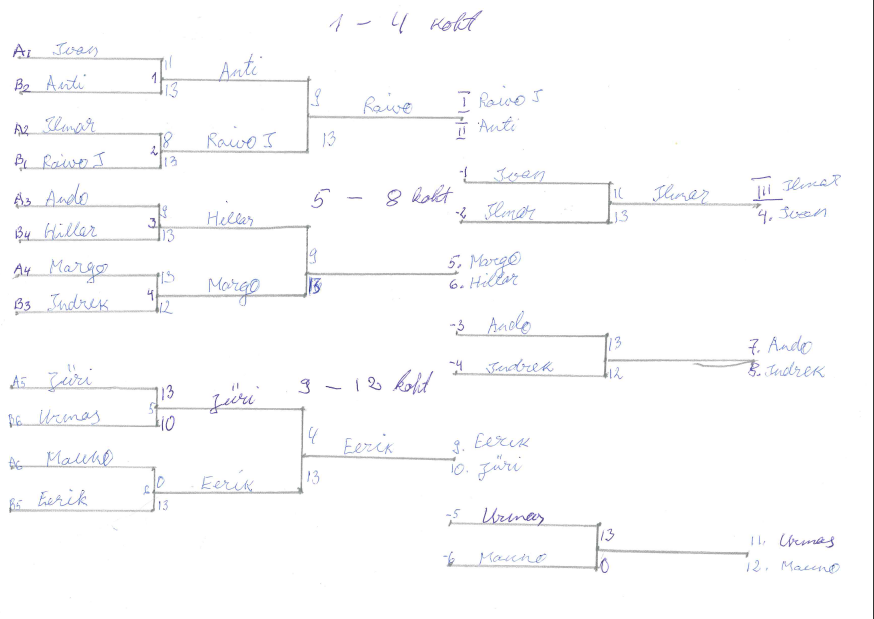 1 - 4 koht
A1 Ivan 11
B2 Anti 1 13
Anti 9
A2 Ilmar 8
B1 Raivo J 2 13
Raivo J 13
Raivo
I Raivo J
II Anti
-1 Ivan 11
-2 Ilmar 13
Ilmar
III Ilmar
4. Ivan
5 - 8 koht
A3 Ando 9
B4 Hillar 3 13
Hillar 9
A4 Margo 13
B3 Indrek 4 12
Margo 13
5. Margo
6. Hillar
-3 Ando 13
-4 Indrek 12
7. Ando
8. Indrek
9 - 12 koht
A5 Jüri 13
B6 Urmas 5 10
Jüri 4
A6 Mauno 0
B5 Eerik 6 13
Eerik 13
Eerik
9. Eerik
10. Jüri
-5 Urmas 13
-6 Mauno 0
11. Urmas
12. Mauno